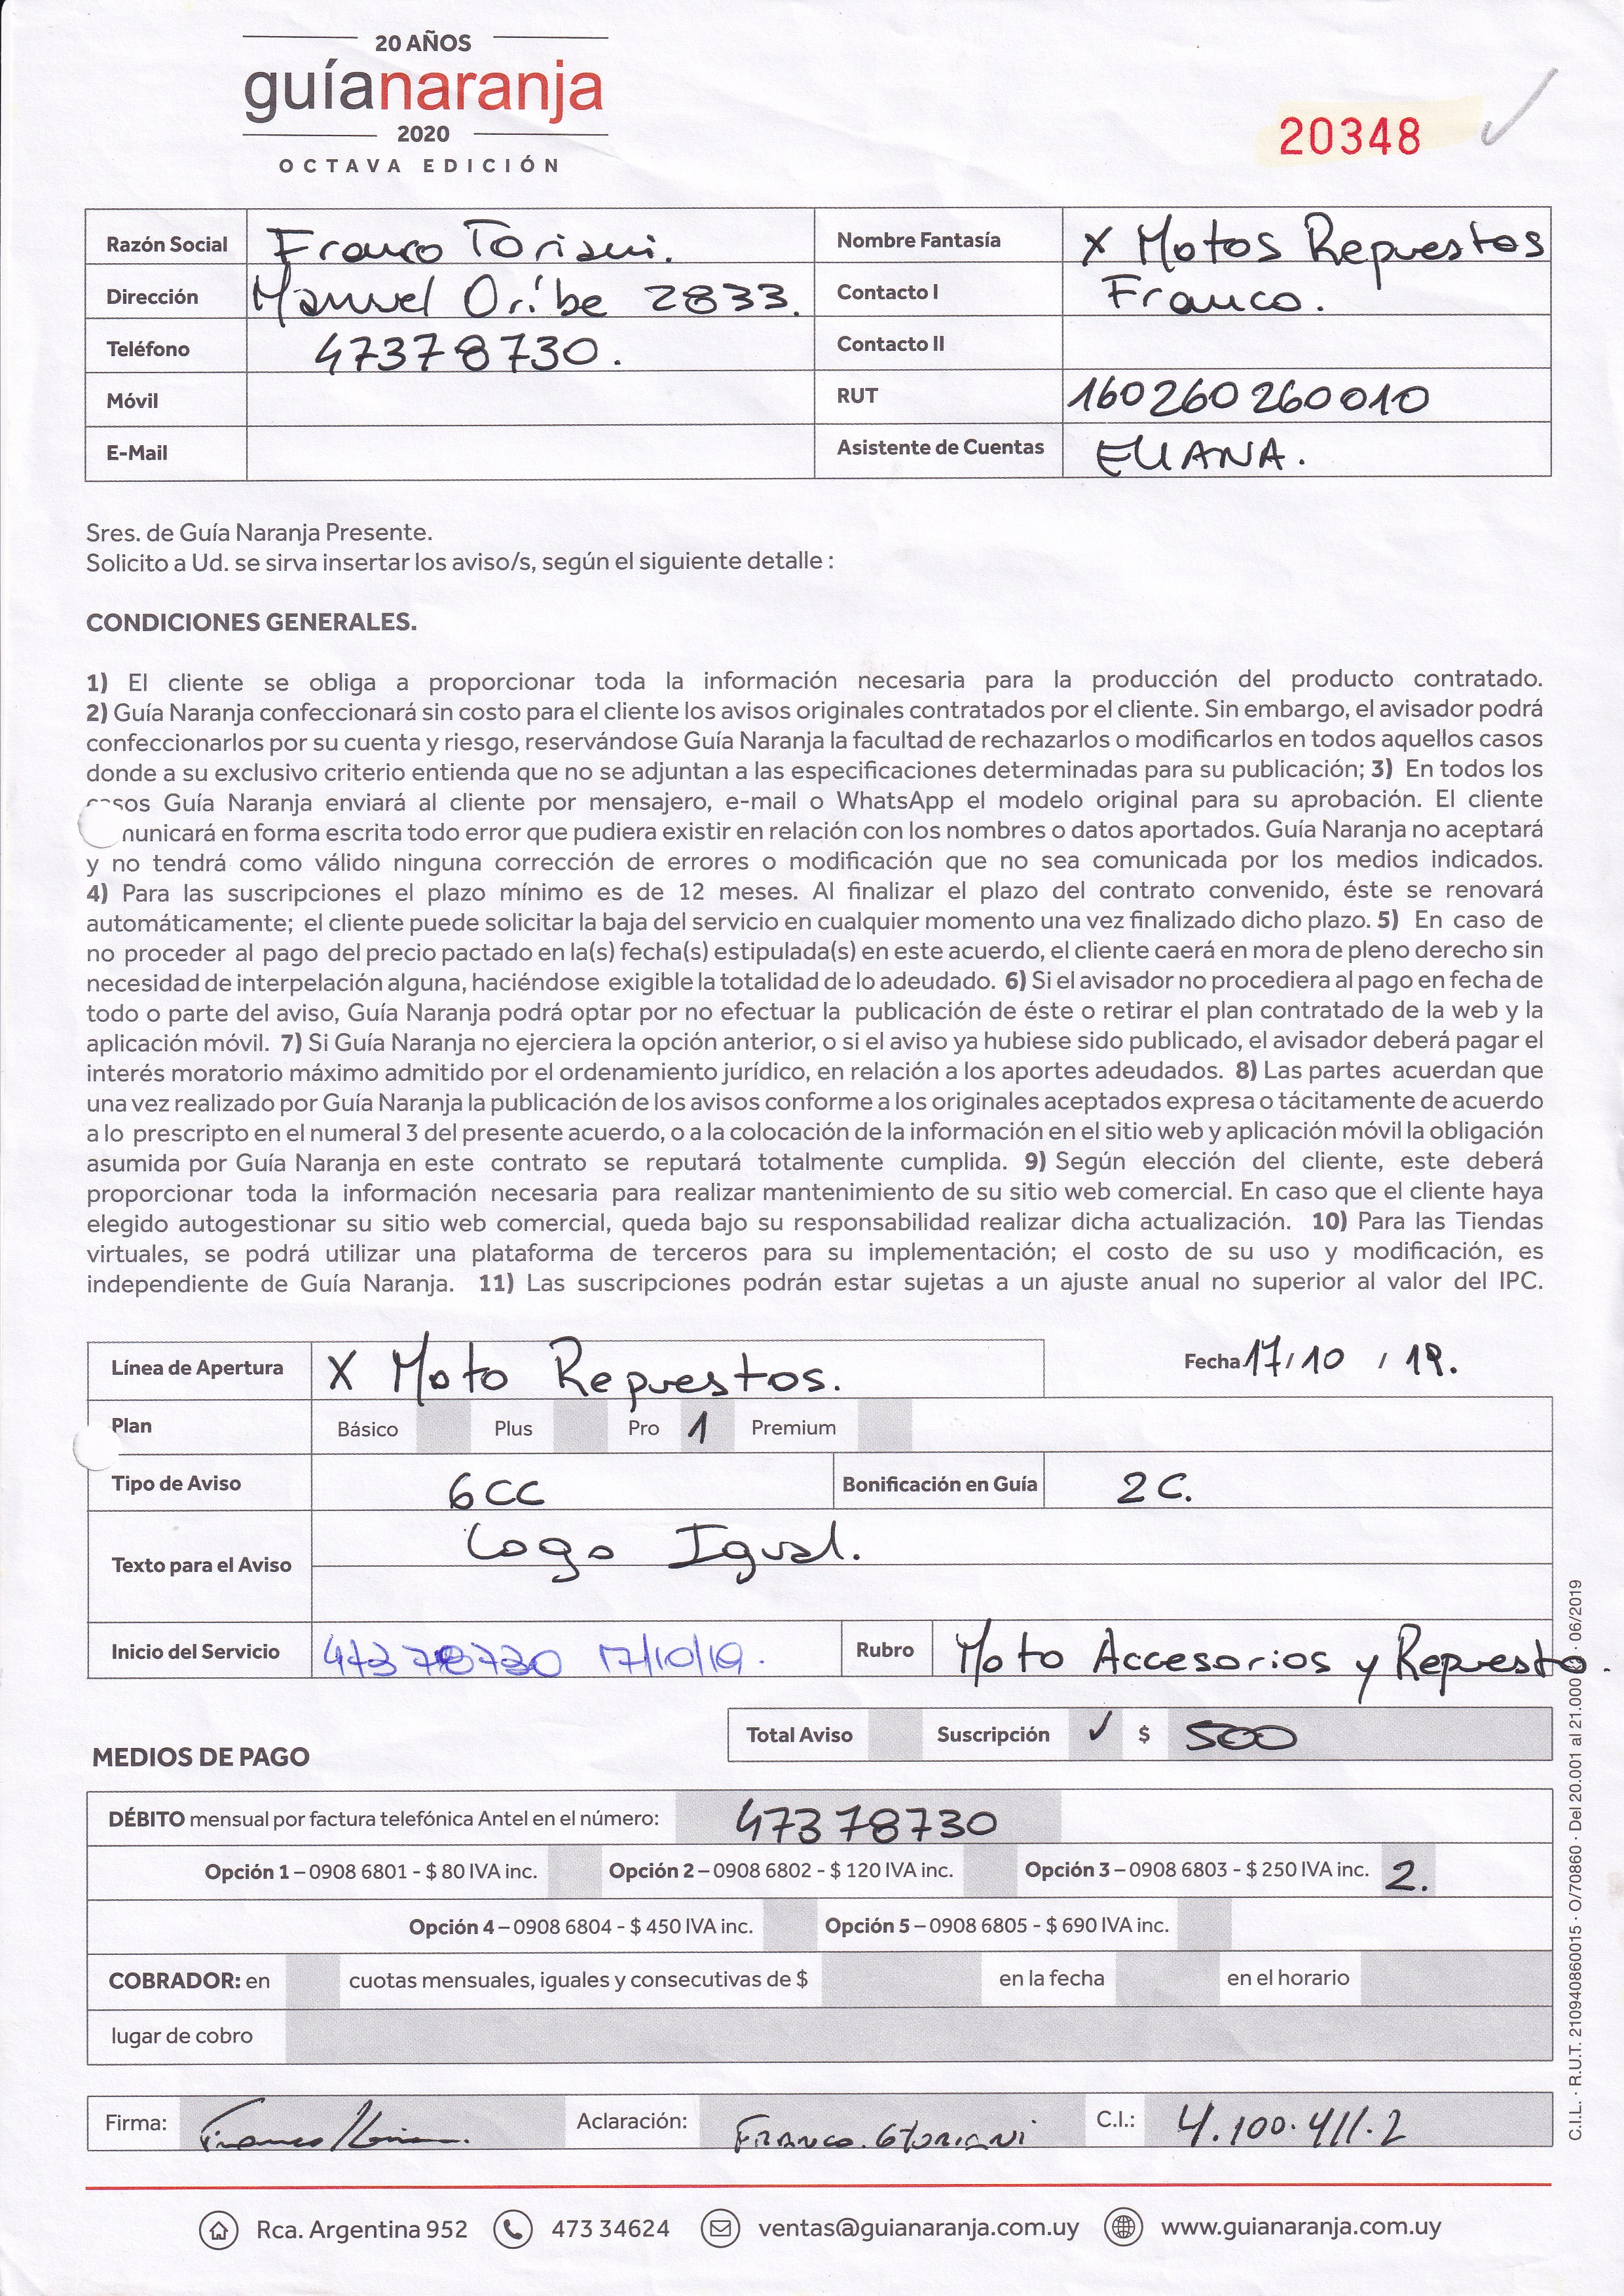 20 AÑOS
guíanaranja
2020
OCTAVA EDICIÓN
20348
Razón Social Franco Toriani. Nombre Fantasía X Motos Repuestos
Dirección Manuel Oribe 2833. Contacto I Franco.
Teléfono 47378730. Contacto II
Móvil RUT 160260260010
E-Mail Asistente de Cuentas ELIANA.
Sres. de Guía Naranja Presente.
Solicito a Ud. se sirva insertar los aviso/s, según el siguiente detalle :
CONDICIONES GENERALES.
1) El cliente se obliga a proporcionar toda la información necesaria para la producción del producto contratado.
2) Guía Naranja confeccionará sin costo para el cliente los avisos originales contratados por el cliente. Sin embargo, el avisador podrá
confeccionarlos por su cuenta y riesgo, reservándose Guía Naranja la facultad de rechazarlos o modificarlos en todos aquellos casos
donde a su exclusivo criterio entienda que no se adjuntan a las especificaciones determinadas para su publicación; 3) En todos los
sos Guía Naranja enviará al cliente por mensajero, e-mail o WhatsApp el modelo original para su aprobación. El cliente
municará en forma escrita todo error que pudiera existir en relación con los nombres o datos aportados. Guía Naranja no aceptará
y no tendrá como válido ninguna corrección de errores o modificación que no sea comunicada por los medios indicados.
4) Para las suscripciones el plazo mínimo es de 12 meses. Al finalizar el plazo del contrato convenido, éste se renovará
automáticamente; el cliente puede solicitar la baja del servicio en cualquier momento una vez finalizado dicho plazo. 5) En caso de
no proceder al pago del precio pactado en la(s) fecha(s) estipulada(s) en este acuerdo, el cliente caerá en mora de pleno derecho sin
necesidad de interpelación alguna, haciéndose exigible la totalidad de lo adeudado. 6) Si el avisador no procediera al pago en fecha de
todo o parte del aviso, Guía Naranja podrá optar por no efectuar la publicación de éste o retirar el plan contratado de la web y la
aplicación móvil. 7) Si Guía Naranja no ejerciera la opción anterior, o si el aviso ya hubiese sido publicado, el avisador deberá pagar el
interés moratorio máximo admitido por el ordenamiento jurídico, en relación a los aportes adeudados. 8) Las partes acuerdan que
una vez realizado por Guía Naranja la publicación de los avisos conforme a los originales aceptados expresa o tácitamente de acuerdo
a lo prescripto en el numeral 3 del presente acuerdo, o a la colocación de la información en el sitio web y aplicación móvil la obligación
asumida por Guía Naranja en este contrato se reputará totalmente cumplida. 9) Según elección del cliente, este deberá
proporcionar toda la información necesaria para realizar mantenimiento de su sitio web comercial. En caso que el cliente haya
elegido autogestionar su sitio web comercial, queda bajo su responsabilidad realizar dicha actualización. 10) Para las Tiendas
virtuales, se podrá utilizar una plataforma de terceros para su implementación; el costo de su uso y modificación, es
independiente de Guía Naranja. 11) Las suscripciones podrán estar sujetas a un ajuste anual no superior al valor del IPC.
Línea de Apertura X Moto Repuestos. Fecha 17/10 / 19.
Plan Básico Plus Pro 1 Premium
Tipo de Aviso 6CC Bonificación en Guía 2C.
Texto para el Aviso Logo Igual.
Inicio del Servicio 47378730 17/10/19. Rubro Moto Accesorios y Repuesto.
Total Aviso Suscripción ✓ $ 500
MEDIOS DE PAGO
DÉBITO mensual por factura telefónica Antel en el número: 47378730
Opción 1 – 0908 6801 - $ 80 IVA inc. Opción 2 – 0908 6802 - $ 120 IVA inc. Opción 3 – 0908 6803 - $ 250 IVA inc. 2.
Opción 4 – 0908 6804 - $ 450 IVA inc. Opción 5 – 0908 6805 - $ 690 IVA inc.
COBRADOR: en cuotas mensuales, iguales y consecutivas de $ en la fecha en el horario
lugar de cobro
Firma: Aclaración: Franco. C.I.: 4.100.411.2
Rca. Argentina 952 473 34624 ventas@guianaranja.com.uy www.guianaranja.com.uy
C.I.L. · R.U.T. 210940860015 · O/70860 · Del 20.001 al 21.000 · 06/2019